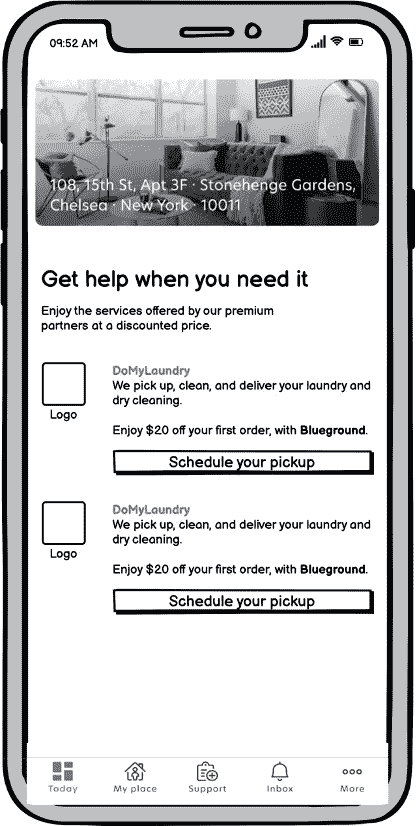 09:52 AM
108, 15th St, Apt 3F · Stonehenge Gardens,
Chelsea · New York · 10011
Get help when you need it
Enjoy the services offered by our premium
partners at a discounted price.
DoMyLaundry
We pick up, clean, and deliver your laundry and
dry cleaning.
Logo
Enjoy $20 off your first order, with Blueground.
Schedule your pickup
DoMyLaundry
We pick up, clean, and deliver your laundry and
dry cleaning.
Logo
Enjoy $20 off your first order, with Blueground.
Schedule your pickup
Today My place Support Inbox More